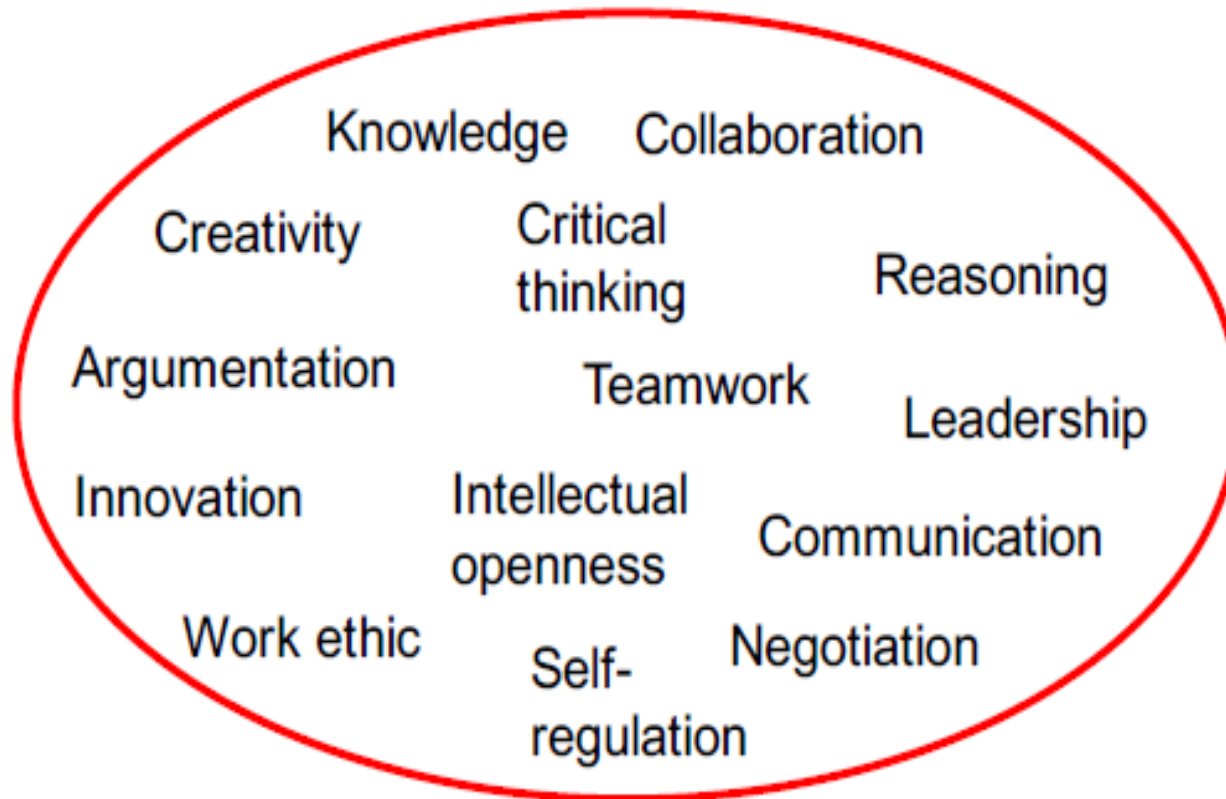 Knowledge
Collaboration
Creativity
Critical
thinking
Reasoning
Argumentation
Teamwork
Leadership
Innovation
Intellectual
openness
Communication
Work ethic
Self-
regulation
Negotiation